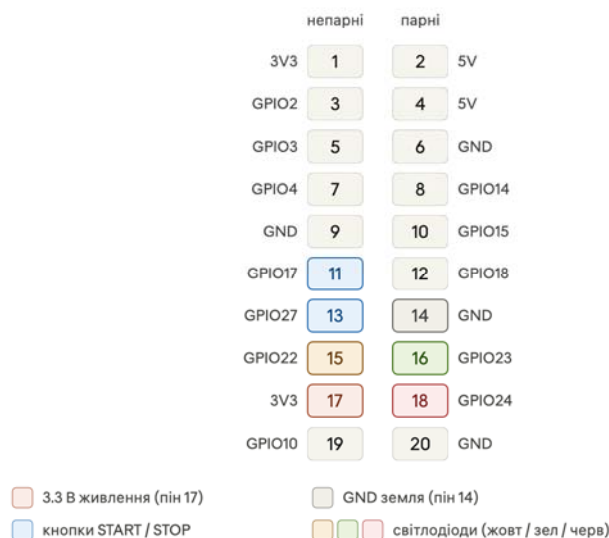 непарні парні
3V3 1 2 5V
GPIO2 3 4 5V
GPIO3 5 6 GND
GPIO4 7 8 GPIO14
GND 9 10 GPIO15
GPIO17 11 12 GPIO18
GPIO27 13 14 GND
GPIO22 15 16 GPIO23
3V3 17 18 GPIO24
GPIO10 19 20 GND
3.3 В живлення (пін 17) GND земля (пін 14)
кнопки START / STOP світлодіоди (жовт / зел / черв)